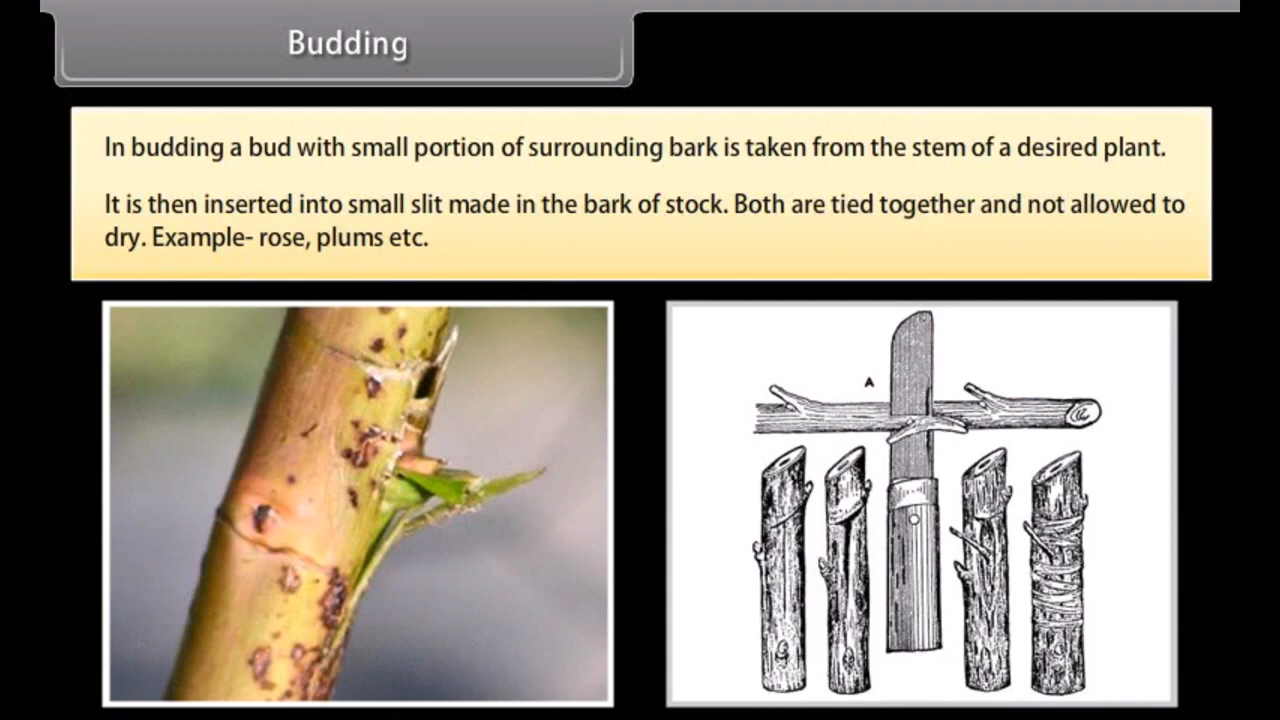 Budding
In budding a bud with small portion of surrounding bark is taken from the stem of a desired plant.
It is then inserted into small slit made in the bark of stock. Both are tied together and not allowed to
dry. Example- rose, plums etc.
A